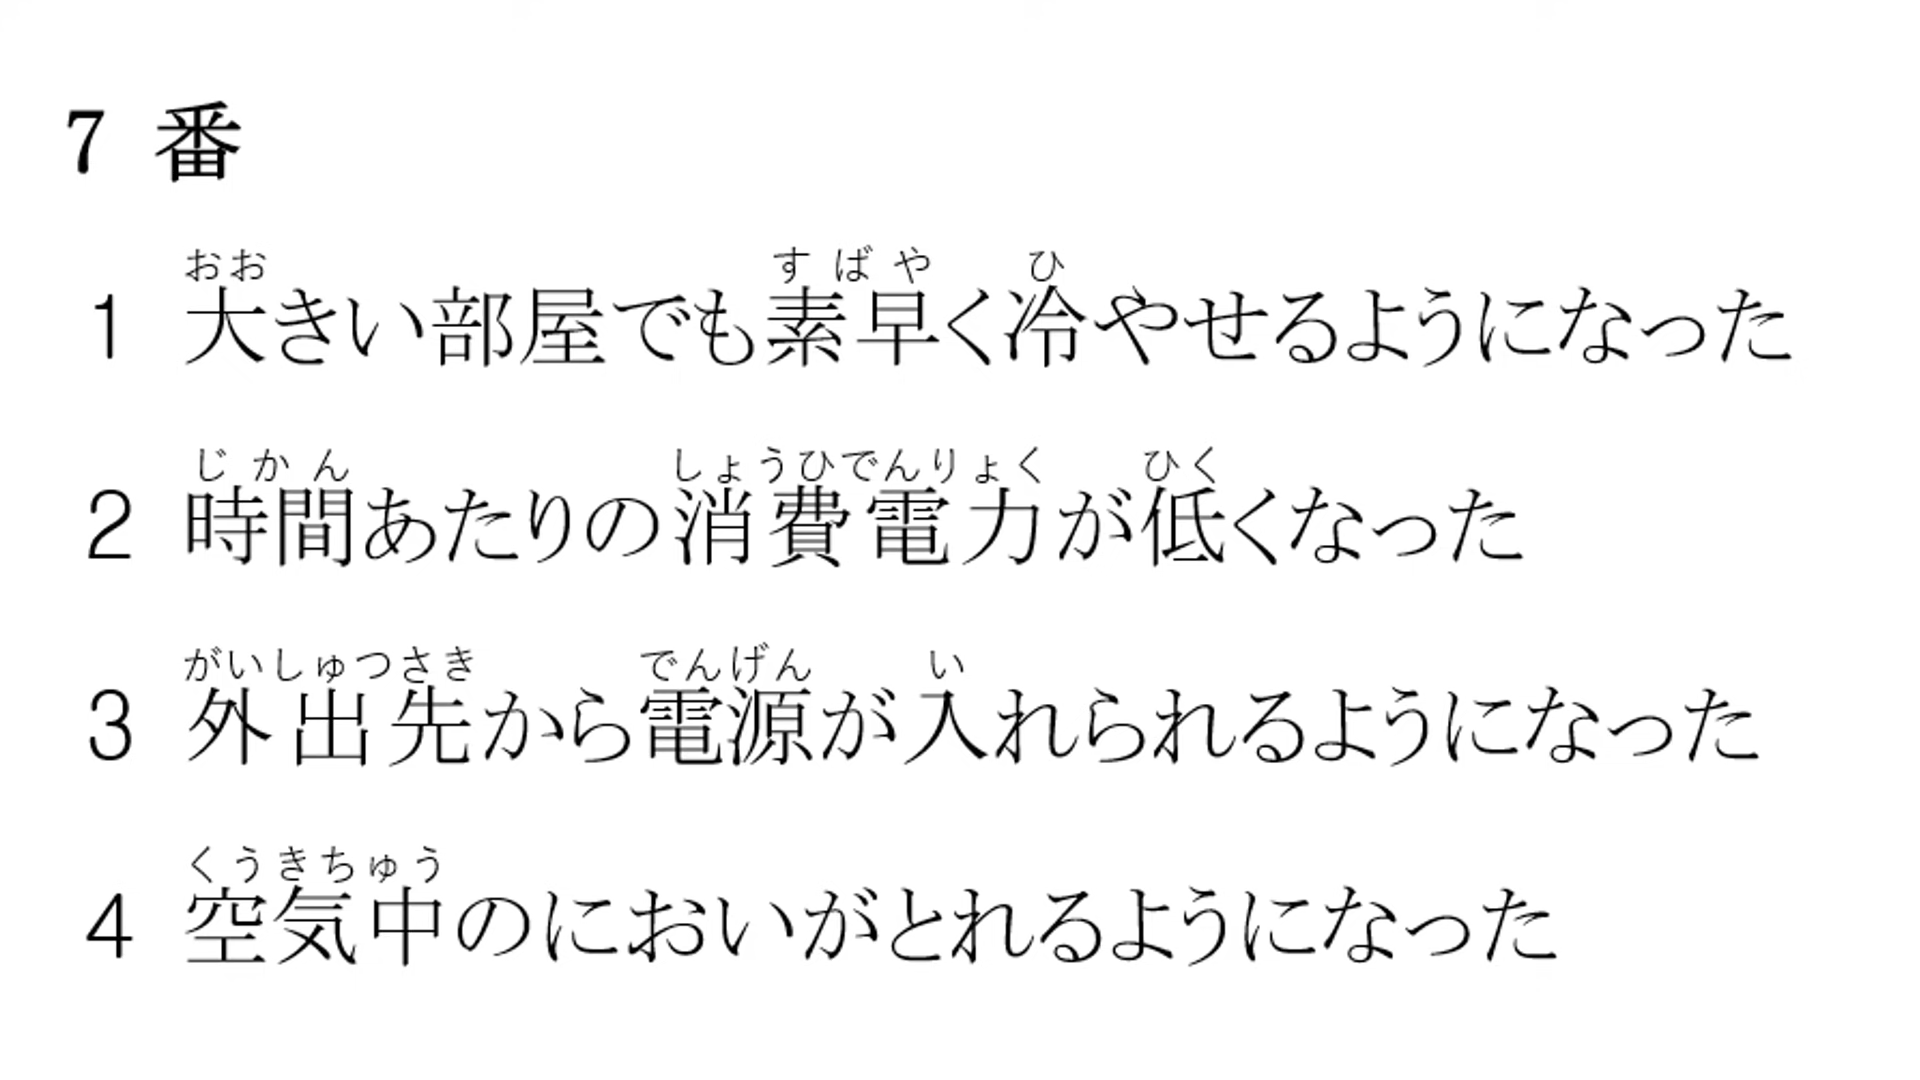 7 番
おお す ば や ひ
1 大きい部屋でも素早く冷やせるようになった
じ か ん しょうひでんりょく ひく
2 時間あたりの消費電力が低くなった
がいしゅつさき でんげん い
3 外出先から電源が入れられるようになった
くうきちゅう
4 空気中のにおいがとれるようになった